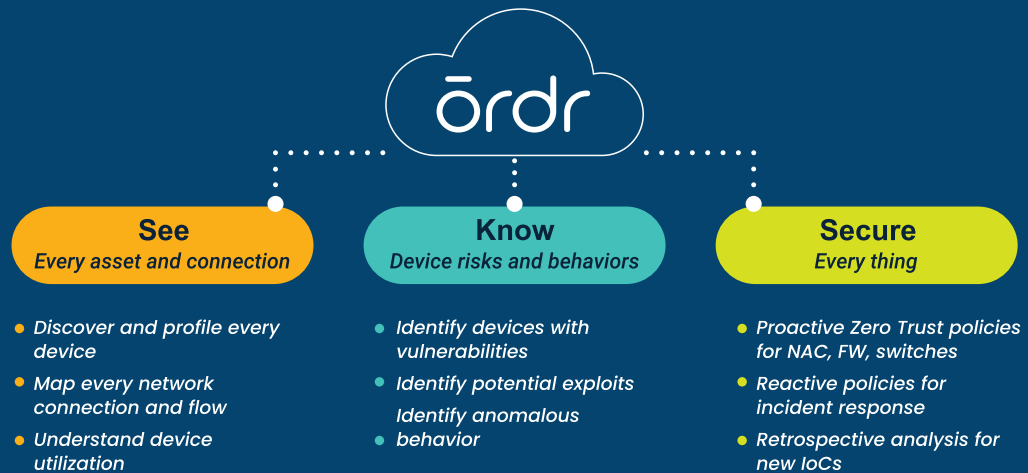 ōrdr
See
Every asset and connection
Discover and profile every
device
Map every network
connection and flow
Understand device
utilization
Know
Device risks and behaviors
Identify devices with
vulnerabilities
Identify potential exploits
Identify anomalous
behavior
Secure
Every thing
Proactive Zero Trust policies
for NAC, FW, switches
Reactive policies for
incident response
Retrospective analysis for
new IoCs